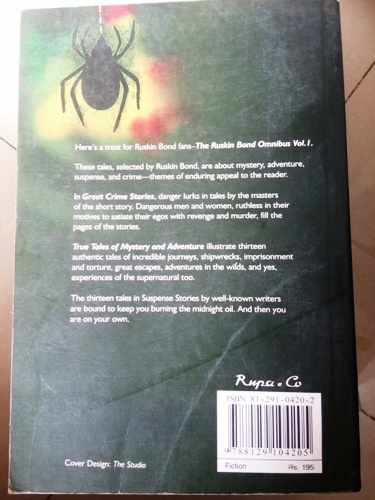 Here's a treat for Ruskin Bond fans–The Ruskin Bond Omnibus Vol.1.
These tales, selected by Ruskin Bond, are about mystery, adventure,
suspense, and crime—themes of enduring appeal to the reader.
In Great Crime Stories, danger lurks in tales by the masters
of the short story. Dangerous men and women, ruthless in their
motives to satiate their egos with revenge and murder, fill the
pages of the stories.
True Tales of Mystery and Adventure illustrate thirteen
authentic tales of incredible journeys, shipwrecks, imprisonment
and torture, great escapes, adventures in the wilds, and yes,
experiences of the supernatural too.
The thirteen tales in Suspense Stories by well-known writers
are bound to keep you burning the midnight oil. And then you
are on your own.
Rupa & Co
ISBN 81-291-0420-2
9788129104205
Fiction Rs. 195
Cover Design: The Studio